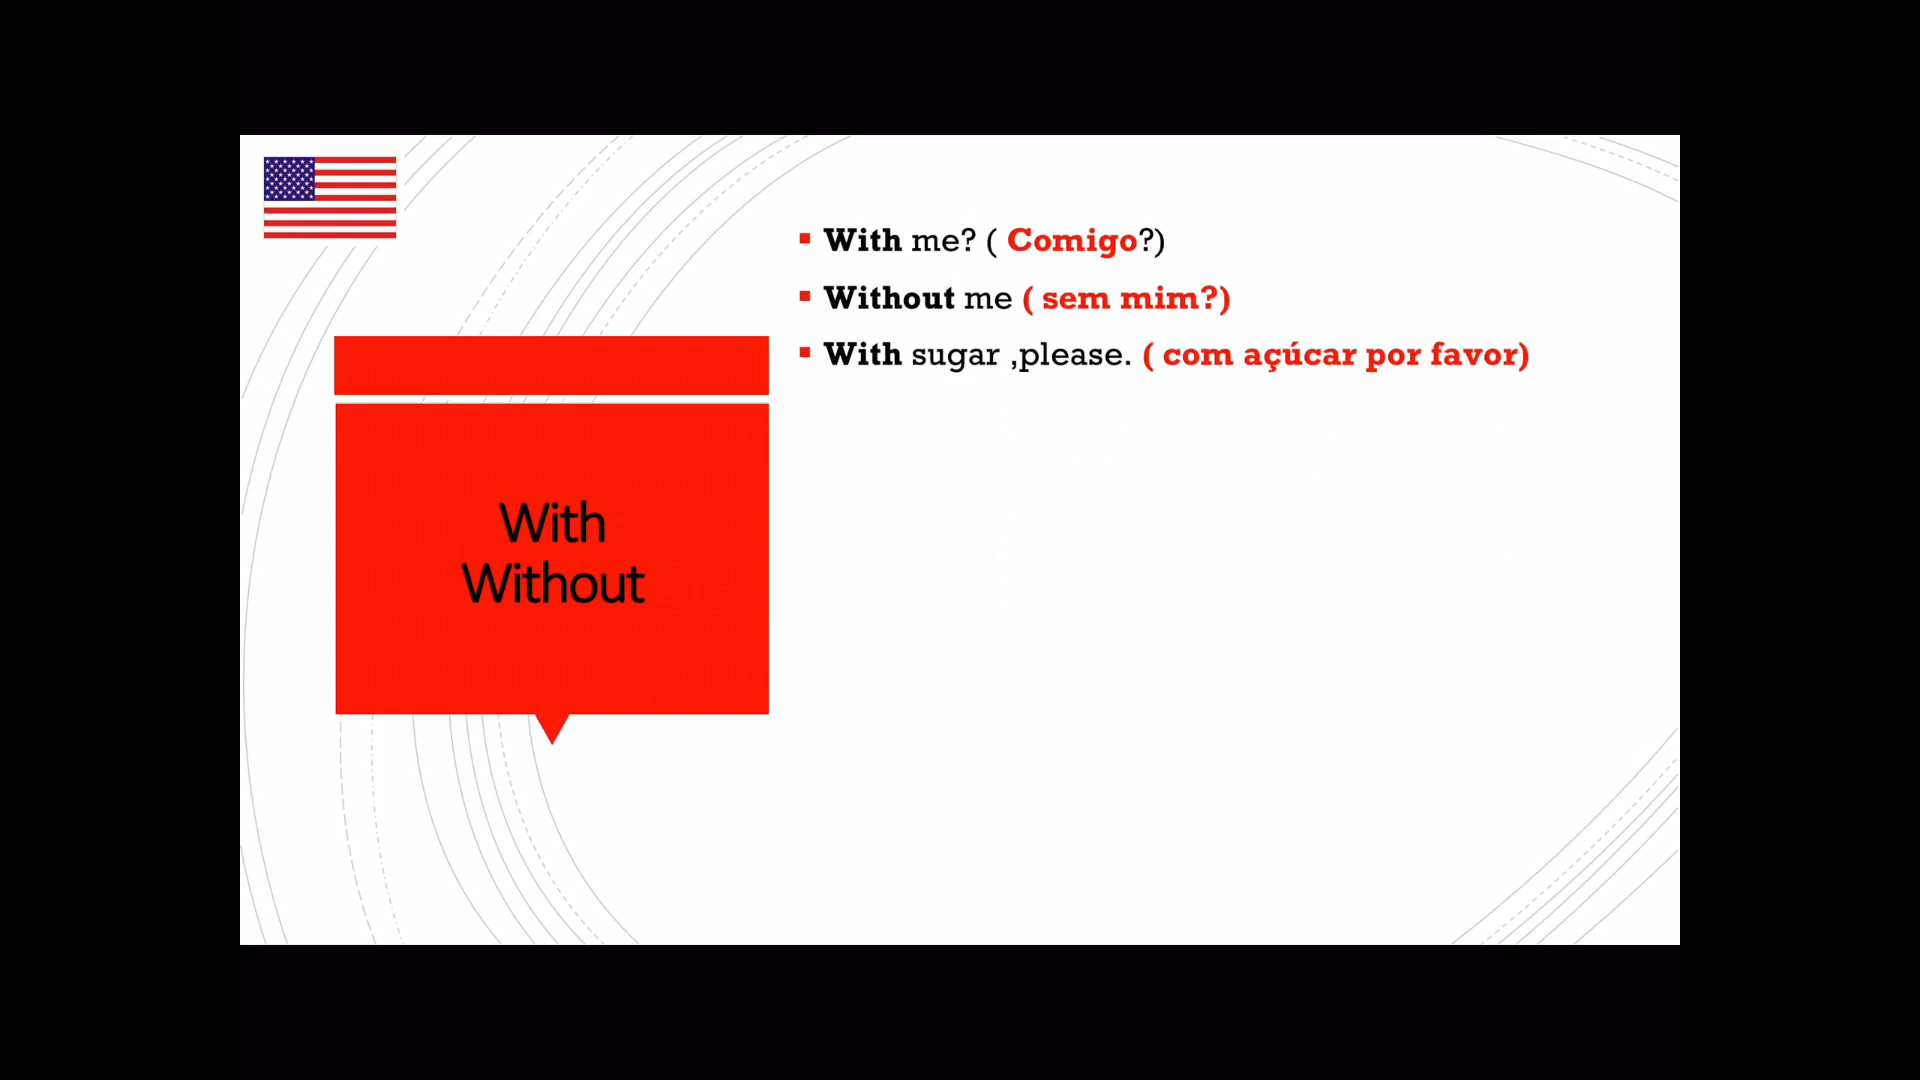 With me? ( Comigo?)
Without me ( sem mim?)
With sugar ,please. ( com açúcar por favor)
With
Without